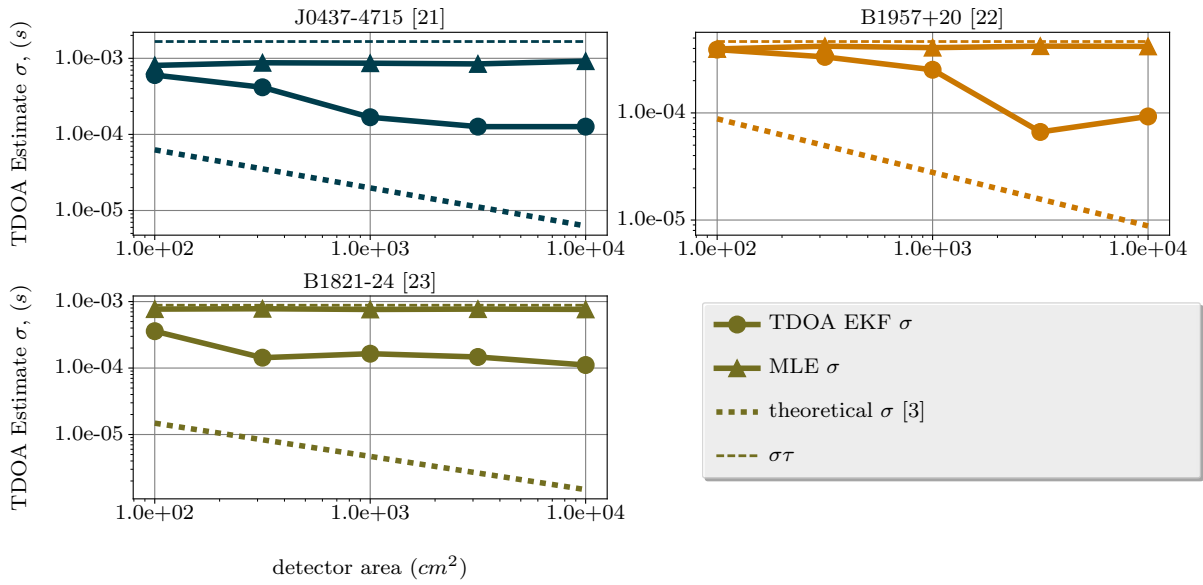 J0437-4715 [21]
B1957+20 [22]
TDOA Estimate σ, (s)
1.0e−03
1.0e−04
1.0e−05
1.0e+02
1.0e+03
1.0e+04
1.0e−04
1.0e−05
1.0e+02
1.0e+03
1.0e+04
B1821-24 [23]
TDOA Estimate σ, (s)
1.0e−03
1.0e−04
1.0e−05
1.0e+02
1.0e+03
1.0e+04
detector area (cm²)
TDOA EKF σ
MLE σ
theoretical σ [3]
στ